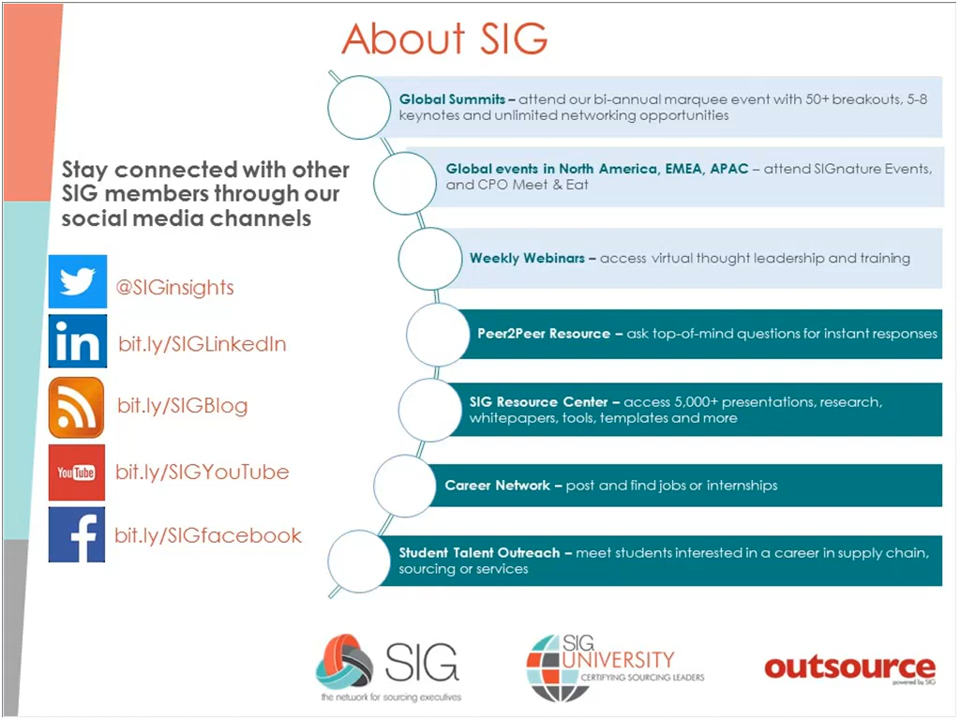 About SIG
Stay connected with other
SIG members through our
social media channels
@SIGinsights
in
bit.ly/SIGLinkedIn
bit.ly/SIGBlog
YouTube
bit.ly/SIGYouTube
f
bit.ly/SIGfacebook
Global Summits – attend our bi-annual marquee event with 50+ breakouts, 5-8
keynotes and unlimited networking opportunities
Global events in North America, EMEA, APAC – attend SIGnature Events,
and CPO Meet & Eat
Weekly Webinars – access virtual thought leadership and training
Peer2Peer Resource – ask top-of-mind questions for instant responses
SIG Resource Center – access 5,000+ presentations, research,
whitepapers, tools, templates and more
Career Network – post and find jobs or internships
Student Talent Outreach – meet students interested in a career in supply chain,
sourcing or services
SIG
the network for sourcing executives
SIG
UNIVERSITY
CERTIFYING SOURCING LEADERS
outsource
powered by SIG